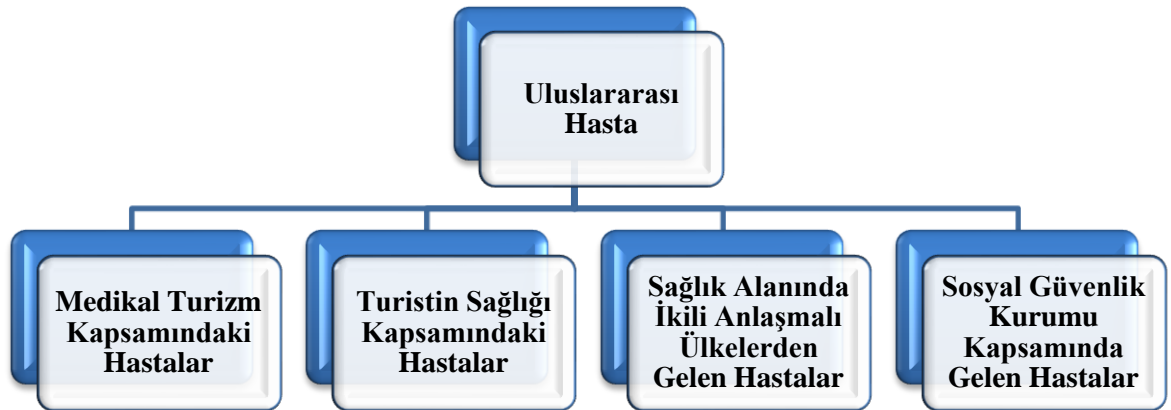 Uluslararası
Hasta
Medikal Turizm
Kapsamındaki
Hastalar
Turistin Sağlığı
Kapsamındaki
Hastalar
Sağlık Alanında
İkili Anlaşmalı
Ülkelerden
Gelen Hastalar
Sosyal Güvenlik
Kurumu
Kapsamında
Gelen Hastalar